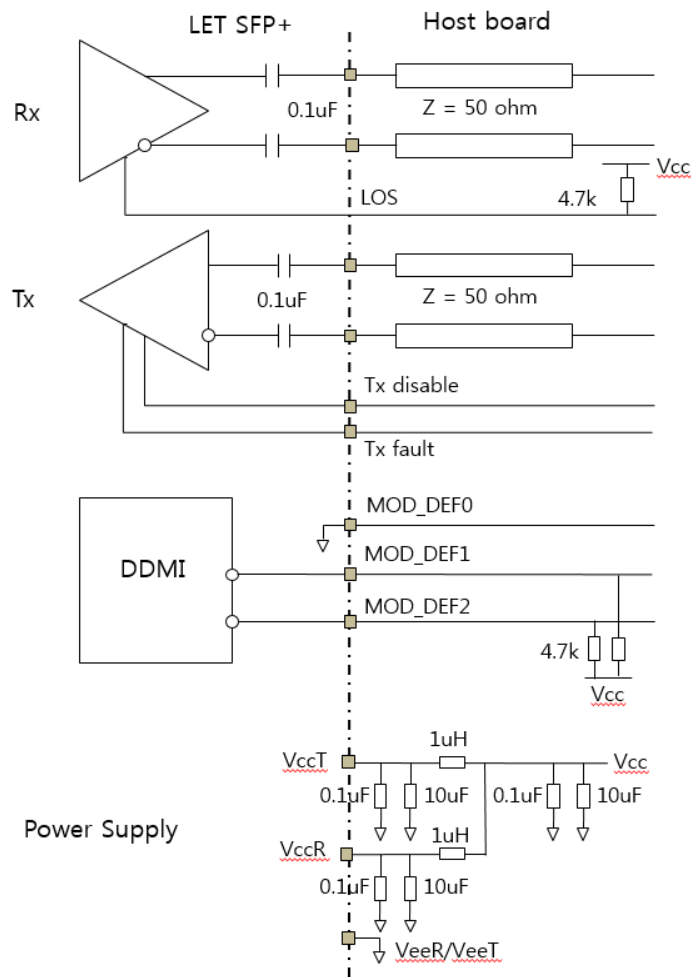 LET SFP+
Host board
Rx
0.1uF
Z = 50 ohm
Vcc
4.7k
LOS
Tx
0.1uF
Z = 50 ohm
Tx disable
Tx fault
MOD_DEF0
DDMI
MOD_DEF1
MOD_DEF2
4.7k
Vcc
1uH
VccT
Vcc
0.1uF
10uF
0.1uF
10uF
Power Supply
1uH
VccR
0.1uF
10uF
VeeR/VeeT